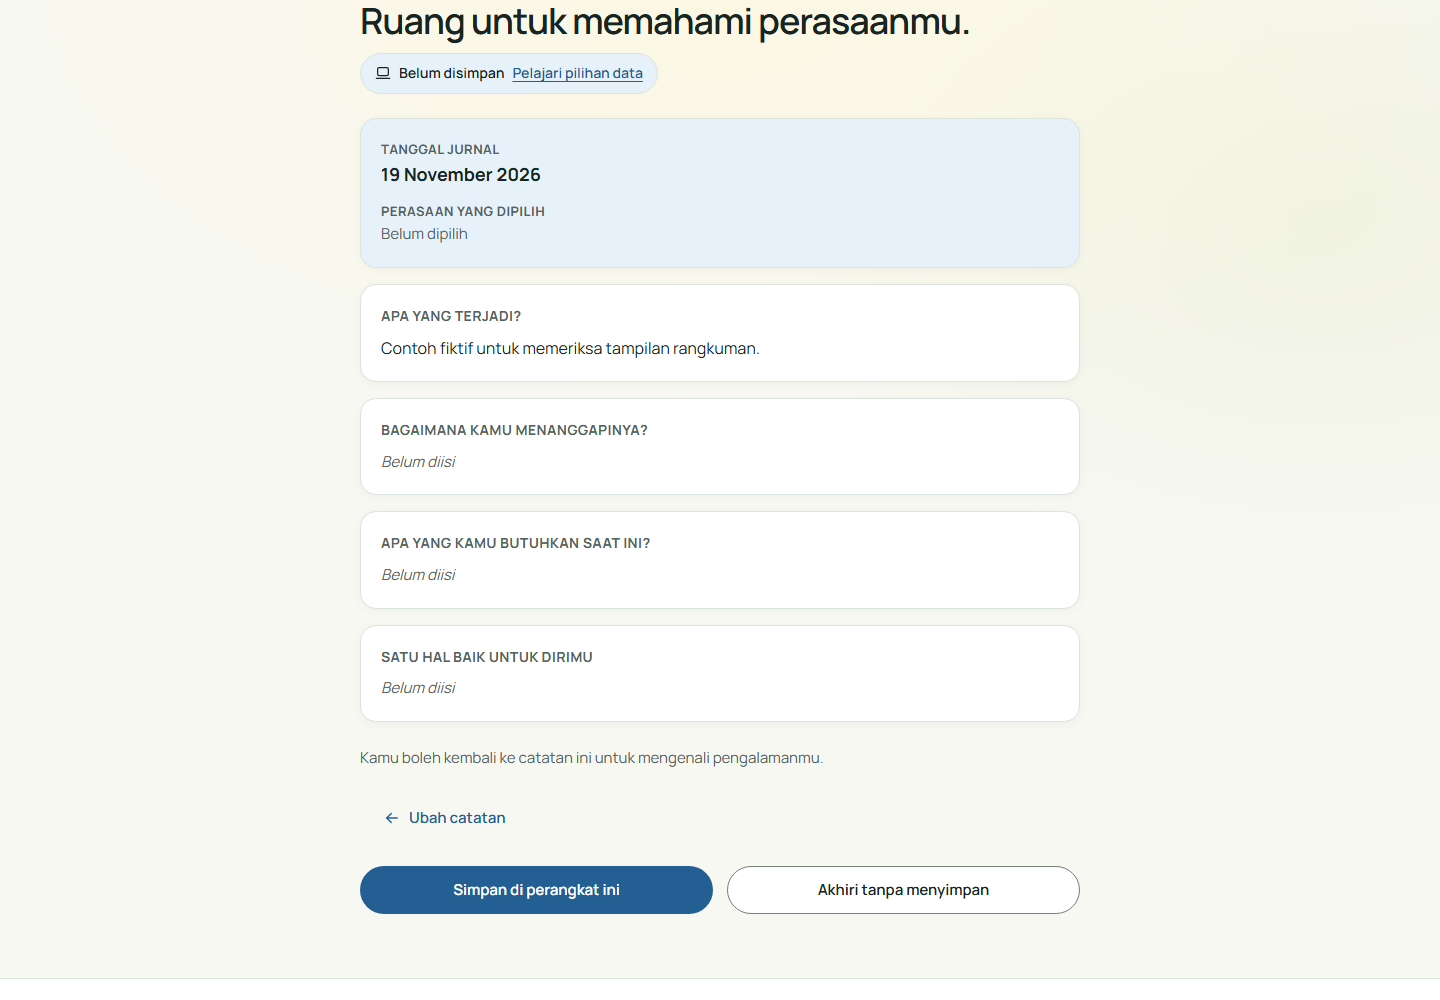 Ruang untuk memahami perasaanmu.
Belum disimpan Pelajari pilihan data
TANGGAL JURNAL
19 November 2026
PERASAAN YANG DIPILIH
Belum dipilih
APA YANG TERJADI?
Contoh fiktif untuk memeriksa tampilan rangkuman.
BAGAIMANA KAMU MENANGGAPINYA?
Belum diisi
APA YANG KAMU BUTUHKAN SAAT INI?
Belum diisi
SATU HAL BAIK UNTUK DIRIMU
Belum diisi
Kamu boleh kembali ke catatan ini untuk mengenali pengalamanmu.
Ubah catatan
Simpan di perangkat ini
Akhiri tanpa menyimpan